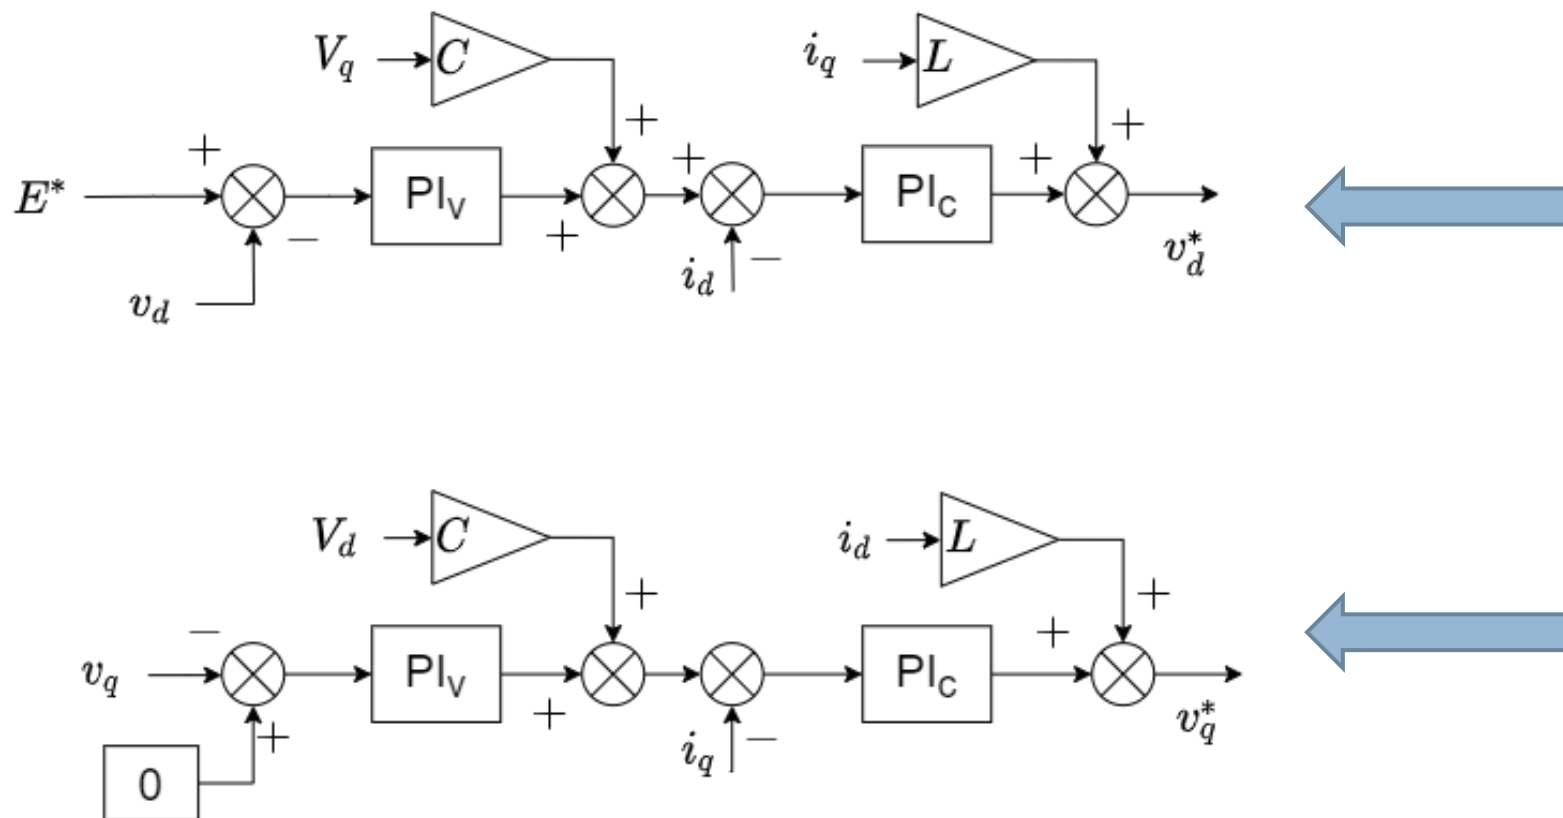 V_q C i_q L
+ +
+ + +
E* PI_V PI_C
− + −
v_d i_d v_d*
V_d C i_d L
+ +
− +
v_q PI_V PI_C
+ + −
0 i_q v_q*